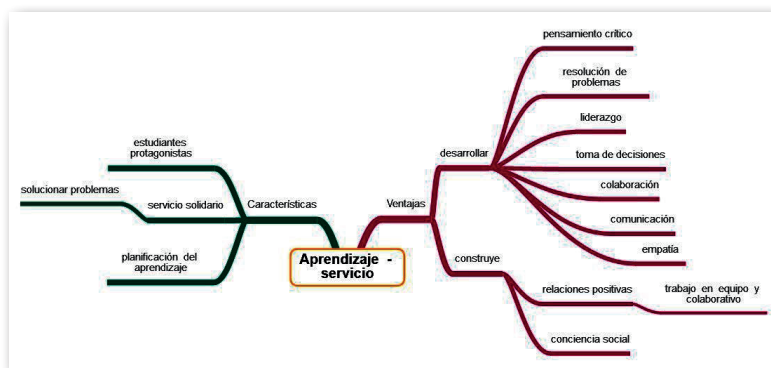 Aprendizaje -
servicio
Características
estudiantes
protagonistas
servicio solidario
solucionar problemas
planificación del
aprendizaje
Ventajas
desarrollar
pensamiento crítico
resolución de
problemas
liderazgo
toma de decisiones
colaboración
comunicación
empatía
construye
relaciones positivas
trabajo en equipo y
colaborativo
conciencia social